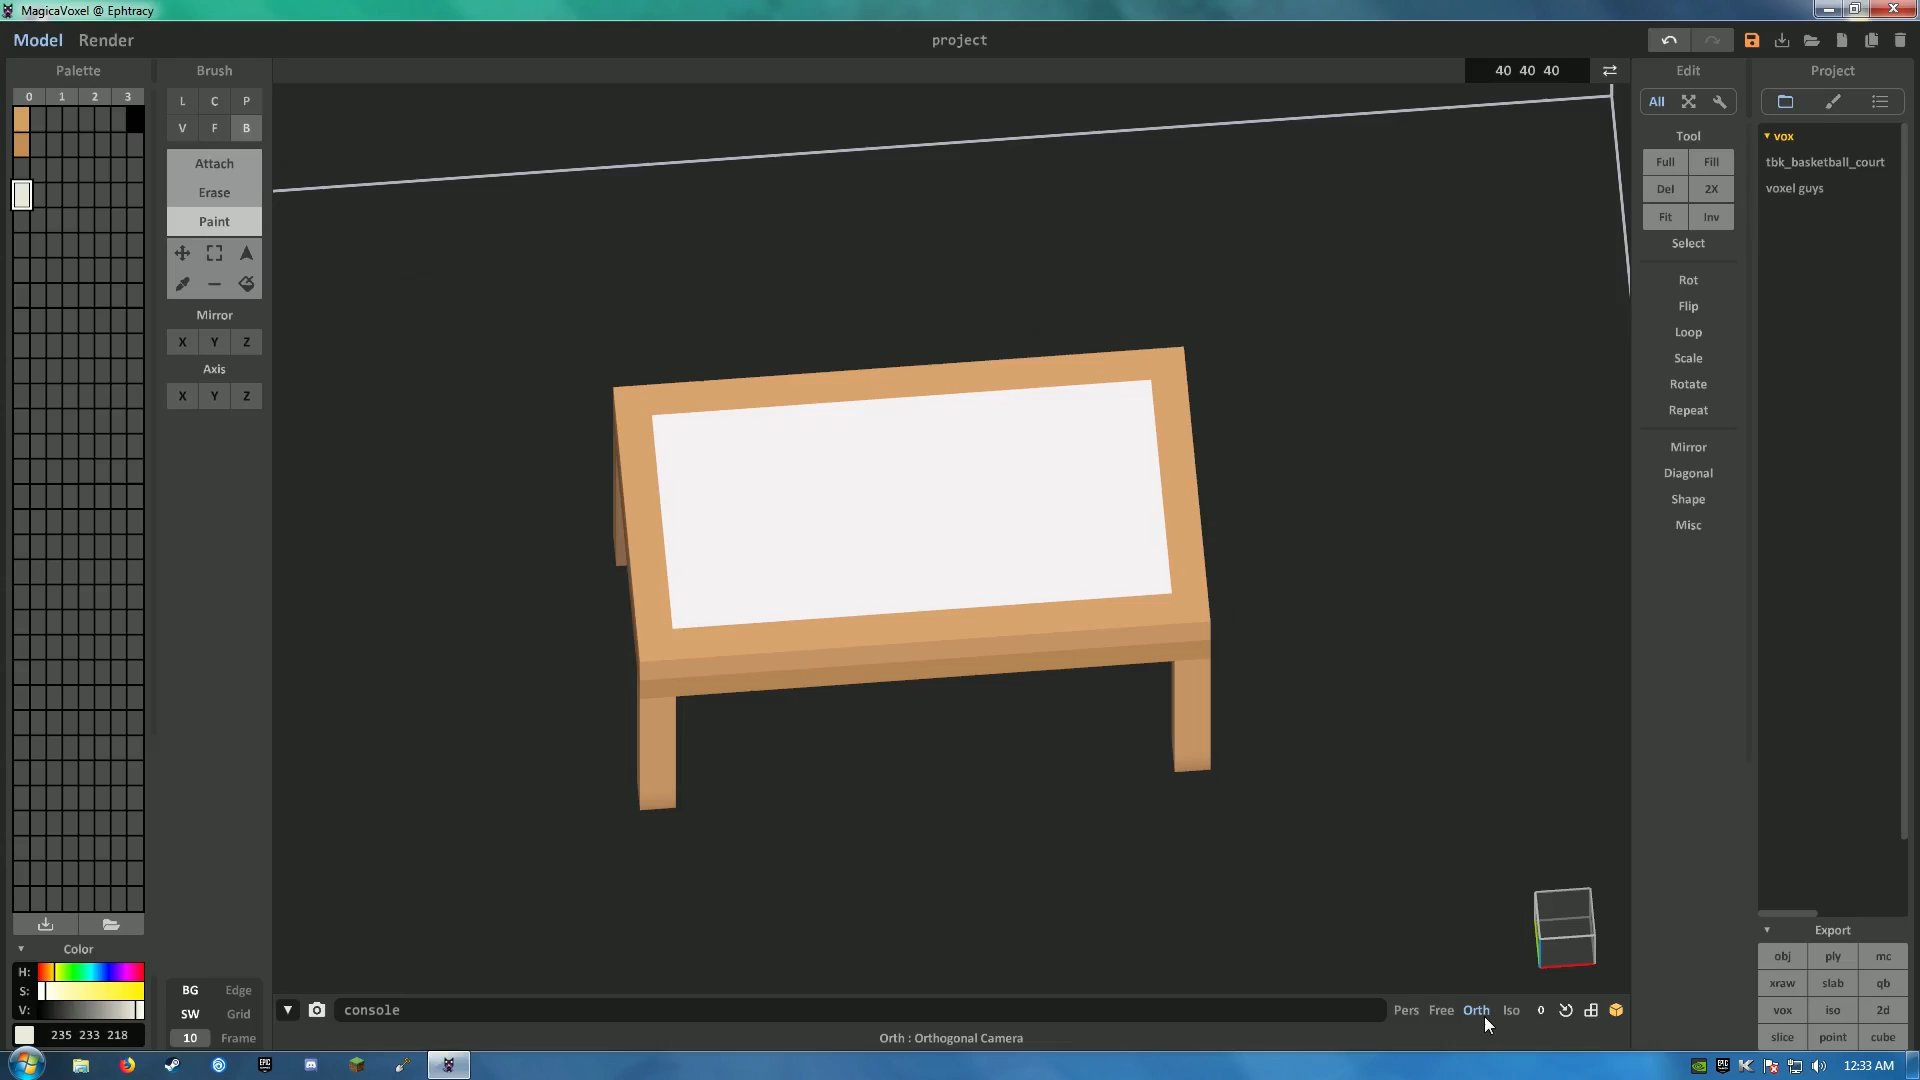 MagicaVoxel @ Ephtracy
Model Render
project
Palette
Brush
40 40 40
Edit
Project
0 1 2 3
L C P
V F B
All
Attach
Erase
Paint
Tool
Full Fill
Del 2X
Fit Inv
Select
vox
tbk_basketball_court
voxel guys
Rot
Flip
Loop
Scale
Rotate
Repeat
Mirror
X Y Z
Axis
X Y Z
Mirror
Diagonal
Shape
Misc
Color
H:
S:
V:
235 233 218
BG Edge
SW Grid
10 Frame
console
Pers Free Orth Iso 0
Orth : Orthogonal Camera
Export
obj ply mc
xraw slab qb
vox iso 2d
slice point cube
EPIC
12:33 AM